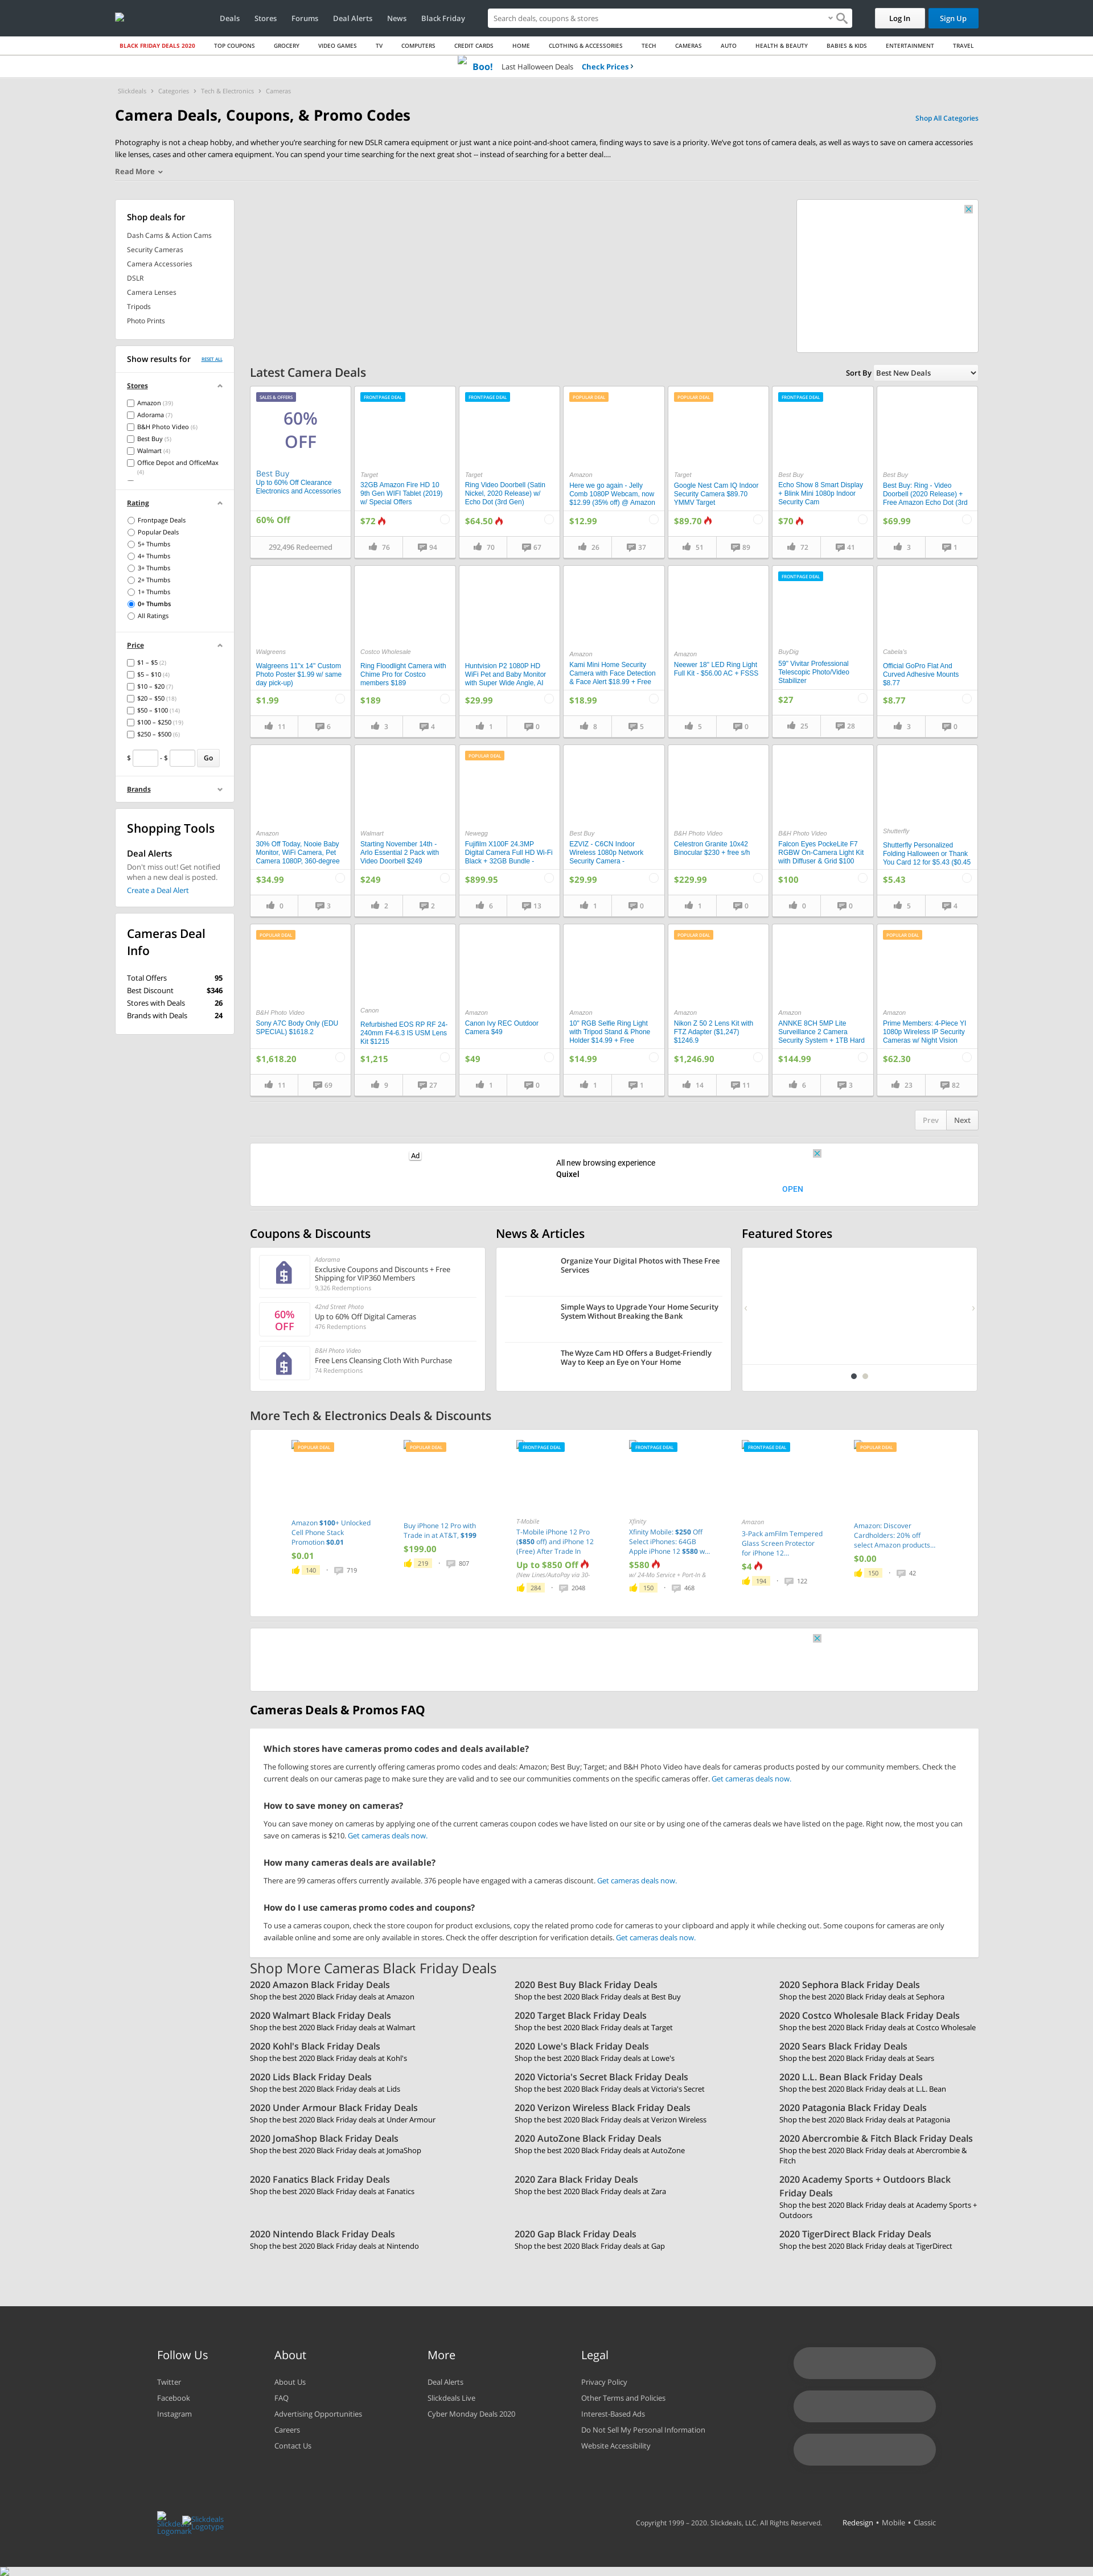 Deals Stores Forums Deal Alerts News Black Friday
Search deals, coupons & stores
Log In
Sign Up
BLACK FRIDAY DEALS 2020 TOP COUPONS GROCERY VIDEO GAMES TV COMPUTERS CREDIT CARDS HOME CLOTHING & ACCESSORIES TECH CAMERAS AUTO HEALTH & BEAUTY BABIES & KIDS ENTERTAINMENT TRAVEL
Boo! Last Halloween Deals Check Prices ›
Slickdeals › Categories › Tech & Electronics › Cameras
Camera Deals, Coupons, & Promo Codes
Shop All Categories
Photography is not a cheap hobby, and whether you're searching for new DSLR camera equipment or just want a nice point-and-shoot camera, finding ways to save is a priority. We've got tons of camera deals, as well as ways to save on camera accessories
like lenses, cases and other camera equipment. You can spend your time searching for the next great shot -- instead of searching for a better deal....
Read More
Shop deals for
Dash Cams & Action Cams
Security Cameras
Camera Accessories
DSLR
Camera Lenses
Tripods
Photo Prints
Show results for RESET ALL
Stores
Amazon (39)
Adorama (7)
B&H Photo Video (6)
Best Buy (5)
Walmart (4)
Office Depot and OfficeMax
(4)
Rating
Frontpage Deals
Popular Deals
5+ Thumbs
4+ Thumbs
3+ Thumbs
2+ Thumbs
1+ Thumbs
0+ Thumbs
All Ratings
Price
$1 – $5 (2)
$5 – $10 (4)
$10 – $20 (7)
$20 – $50 (18)
$50 – $100 (14)
$100 – $250 (19)
$250 – $500 (6)
$ - $ Go
Brands
Shopping Tools
Deal Alerts
Don't miss out! Get notified
when a new deal is posted.
Create a Deal Alert
Cameras Deal
Info
Total Offers 95
Best Discount $346
Stores with Deals 26
Brands with Deals 24
Latest Camera Deals
Sort By Best New Deals
SALES & OFFERS
60%
OFF
Best Buy
Up to 60% Off Clearance
Electronics and Accessories
60% Off
292,496 Redeemed
FRONTPAGE DEAL
Target
32GB Amazon Fire HD 10
9th Gen WIFI Tablet (2019)
w/ Special Offers
$72
76 94
FRONTPAGE DEAL
Target
Ring Video Doorbell (Satin
Nickel, 2020 Release) w/
Echo Dot (3rd Gen)
$64.50
70 67
POPULAR DEAL
Amazon
Here we go again - Jelly
Comb 1080P Webcam, now
$12.99 (35% off) @ Amazon
$12.99
26 37
POPULAR DEAL
Target
Google Nest Cam IQ Indoor
Security Camera $89.70
YMMV Target
$89.70
51 89
FRONTPAGE DEAL
Best Buy
Echo Show 8 Smart Display
+ Blink Mini 1080p Indoor
Security Cam
$70
72 41
Best Buy
Best Buy: Ring - Video
Doorbell (2020 Release) +
Free Amazon Echo Dot (3rd
$69.99
3 1
Walgreens
Walgreens 11"x 14" Custom
Photo Poster $1.99 w/ same
day pick-up)
$1.99
11 6
Costco Wholesale
Ring Floodlight Camera with
Chime Pro for Costco
members $189
$189
3 4
Huntvision P2 1080P HD
WiFi Pet and Baby Monitor
with Super Wide Angle, AI
$29.99
1 0
Amazon
Kami Mini Home Security
Camera with Face Detection
& Face Alert $18.99 + Free
$18.99
8 5
Amazon
Neewer 18" LED Ring Light
Full Kit - $56.00 AC + FSSS
5 0
FRONTPAGE DEAL
BuyDig
59" Vivitar Professional
Telescopic Photo/Video
Stabilizer
$27
25 28
Cabela's
Official GoPro Flat And
Curved Adhesive Mounts
$8.77
$8.77
3 0
Amazon
30% Off Today, Nooie Baby
Monitor, WiFi Camera, Pet
Camera 1080P, 360-degree
$34.99
0 3
Walmart
Starting November 14th -
Arlo Essential 2 Pack with
Video Doorbell $249
$249
2 2
POPULAR DEAL
Newegg
Fujifilm X100F 24.3MP
Digital Camera Full HD Wi-Fi
Black + 32GB Bundle -
$899.95
6 13
Best Buy
EZVIZ - C6CN Indoor
Wireless 1080p Network
Security Camera -
$29.99
1 0
B&H Photo Video
Celestron Granite 10x42
Binocular $230 + free s/h
$229.99
1 0
B&H Photo Video
Falcon Eyes PockeLite F7
RGBW On-Camera Light Kit
with Diffuser & Grid $100
$100
0 0
Shutterfly
Shutterfly Personalized
Folding Halloween or Thank
You Card 12 for $5.43 ($0.45
$5.43
5 4
POPULAR DEAL
B&H Photo Video
Sony A7C Body Only (EDU
SPECIAL) $1618.2
$1,618.20
11 69
Canon
Refurbished EOS RP RF 24-
240mm F4-6.3 IS USM Lens
Kit $1215
$1,215
9 27
Amazon
Canon Ivy REC Outdoor
Camera $49
$49
1 0
Amazon
10" RGB Selfie Ring Light
with Tripod Stand & Phone
Holder $14.99 + Free
$14.99
1 1
POPULAR DEAL
Amazon
Nikon Z 50 2 Lens Kit with
FTZ Adapter ($1,247)
$1246.9
$1,246.90
14 11
Amazon
ANNKE 8CH 5MP Lite
Surveillance 2 Camera
Security System + 1TB Hard
$144.99
6 3
POPULAR DEAL
Amazon
Prime Members: 4-Piece YI
1080p Wireless IP Security
Cameras w/ Night Vision
$62.30
23 82
Prev Next
Ad
All new browsing experience
Quixel
OPEN
Coupons & Discounts
Adorama
Exclusive Coupons and Discounts + Free
Shipping for VIP360 Members
9,326 Redemptions
60%
OFF
42nd Street Photo
Up to 60% Off Digital Cameras
476 Redemptions
B&H Photo Video
Free Lens Cleansing Cloth With Purchase
74 Redemptions
News & Articles
Organize Your Digital Photos with These Free
Services
Simple Ways to Upgrade Your Home Security
System Without Breaking the Bank
The Wyze Cam HD Offers a Budget-Friendly
Way to Keep an Eye on Your Home
Featured Stores
More Tech & Electronics Deals & Discounts
POPULAR DEAL
Amazon $100+ Unlocked
Cell Phone Stack
Promotion $0.01
$0.01
140 · 719
POPULAR DEAL
Buy iPhone 12 Pro with
Trade in at AT&T, $199
$199.00
219 · 807
FRONTPAGE DEAL
T-Mobile
T-Mobile iPhone 12 Pro
($850 off) and iPhone 12
(Free) After Trade In
Up to $850 Off
(New Lines/AutoPay via 30-
284 · 2048
FRONTPAGE DEAL
Xfinity
Xfinity Mobile: $250 Off
Select iPhones: 64GB
Apple iPhone 12 $580 w...
$580
w/ 24-Mo Service + Port-In &
150 · 468
FRONTPAGE DEAL
Amazon
3-Pack amFilm Tempered
Glass Screen Protector
for iPhone 12...
$4
194 · 122
POPULAR DEAL
Amazon: Discover
Cardholders: 20% off
select Amazon products...
$0.00
150 · 42
Cameras Deals & Promos FAQ
Which stores have cameras promo codes and deals available?
The following stores are currently offering cameras promo codes and deals: Amazon; Best Buy; Target; and B&H Photo Video have deals for cameras products posted by our community members. Check the
current deals on our cameras page to make sure they are valid and to see our communities comments on the specific cameras offer. Get cameras deals now.
How to save money on cameras?
You can save money on cameras by applying one of the current cameras coupon codes we have listed on our site or by using one of the cameras deals we have listed on the page. Right now, the most you can
save on cameras is $210. Get cameras deals now.
How many cameras deals are available?
There are 99 cameras offers currently available. 376 people have engaged with a cameras discount. Get cameras deals now.
How do I use cameras promo codes and coupons?
To use a cameras coupon, check the store coupon for product exclusions, copy the related promo code for cameras to your clipboard and apply it while checking out. Some coupons for cameras are only
available online and some are only available in stores. Check the offer description for verification details. Get cameras deals now.
Shop More Cameras Black Friday Deals
2020 Amazon Black Friday Deals
Shop the best 2020 Black Friday deals at Amazon
2020 Best Buy Black Friday Deals
Shop the best 2020 Black Friday deals at Best Buy
2020 Sephora Black Friday Deals
Shop the best 2020 Black Friday deals at Sephora
2020 Walmart Black Friday Deals
Shop the best 2020 Black Friday deals at Walmart
2020 Target Black Friday Deals
Shop the best 2020 Black Friday deals at Target
2020 Costco Wholesale Black Friday Deals
Shop the best 2020 Black Friday deals at Costco Wholesale
2020 Kohl's Black Friday Deals
Shop the best 2020 Black Friday deals at Kohl's
2020 Lowe's Black Friday Deals
Shop the best 2020 Black Friday deals at Lowe's
2020 Sears Black Friday Deals
Shop the best 2020 Black Friday deals at Sears
2020 Lids Black Friday Deals
Shop the best 2020 Black Friday deals at Lids
2020 Victoria's Secret Black Friday Deals
Shop the best 2020 Black Friday deals at Victoria's Secret
2020 L.L. Bean Black Friday Deals
Shop the best 2020 Black Friday deals at L.L. Bean
2020 Under Armour Black Friday Deals
Shop the best 2020 Black Friday deals at Under Armour
2020 Verizon Wireless Black Friday Deals
Shop the best 2020 Black Friday deals at Verizon Wireless
2020 Patagonia Black Friday Deals
Shop the best 2020 Black Friday deals at Patagonia
2020 JomaShop Black Friday Deals
Shop the best 2020 Black Friday deals at JomaShop
2020 AutoZone Black Friday Deals
Shop the best 2020 Black Friday deals at AutoZone
2020 Abercrombie & Fitch Black Friday Deals
Shop the best 2020 Black Friday deals at Abercrombie &
Fitch
2020 Fanatics Black Friday Deals
Shop the best 2020 Black Friday deals at Fanatics
2020 Zara Black Friday Deals
Shop the best 2020 Black Friday deals at Zara
2020 Academy Sports + Outdoors Black
Friday Deals
Shop the best 2020 Black Friday deals at Academy Sports +
Outdoors
2020 Nintendo Black Friday Deals
Shop the best 2020 Black Friday deals at Nintendo
2020 Gap Black Friday Deals
Shop the best 2020 Black Friday deals at Gap
2020 TigerDirect Black Friday Deals
Shop the best 2020 Black Friday deals at TigerDirect
Follow Us
Twitter
Facebook
Instagram
About
About Us
FAQ
Advertising Opportunities
Careers
Contact Us
More
Deal Alerts
Slickdeals Live
Cyber Monday Deals 2020
Legal
Privacy Policy
Other Terms and Policies
Interest-Based Ads
Do Not Sell My Personal Information
Website Accessibility
Slickdeals
Logomark
Slickdeals
Logotype
Copyright 1999 – 2020. Slickdeals, LLC. All Rights Reserved. Redesign • Mobile • Classic